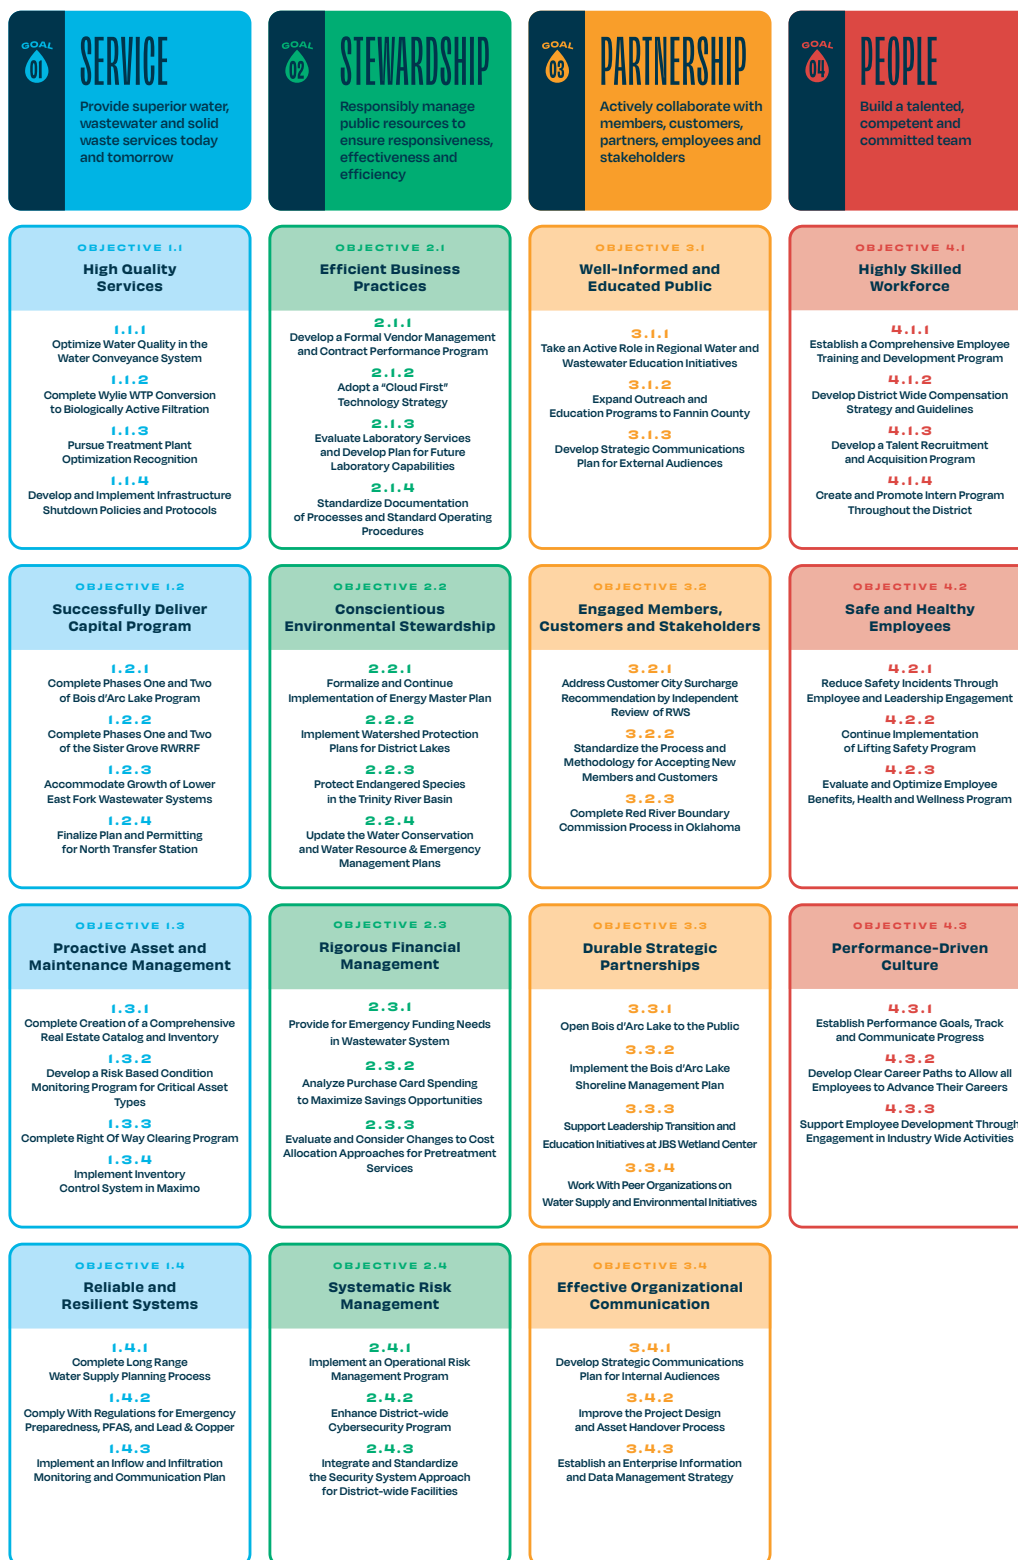 GOAL
01
SERVICE
Provide superior water,
wastewater and solid
waste services today
and tomorrow
GOAL
02
STEWARDSHIP
Responsibly manage
public resources to
ensure responsiveness,
effectiveness and
efficiency
GOAL
03
PARTNERSHIP
Actively collaborate with
members, customers,
partners, employees and
stakeholders
GOAL
04
PEOPLE
Build a talented,
competent and
committed team
OBJECTIVE 1.1
High Quality
Services
1.1.1
Optimize Water Quality in the
Water Conveyance System
1.1.2
Complete Wylie WTP Conversion
to Biologically Active Filtration
1.1.3
Pursue Treatment Plant
Optimization Recognition
1.1.4
Develop and Implement Infrastructure
Shutdown Policies and Protocols
OBJECTIVE 2.1
Efficient Business
Practices
2.1.1
Develop a Formal Vendor Management
and Contract Performance Program
2.1.2
Adopt a “Cloud First”
Technology Strategy
2.1.3
Evaluate Laboratory Services
and Develop Plan for Future
Laboratory Capabilities
2.1.4
Standardize Documentation
of Processes and Standard Operating
Procedures
OBJECTIVE 3.1
Well-Informed and
Educated Public
3.1.1
Take an Active Role in Regional Water and
Wastewater Education Initiatives
3.1.2
Expand Outreach and
Education Programs to Fannin County
3.1.3
Develop Strategic Communications
Plan for External Audiences
OBJECTIVE 4.1
Highly Skilled
Workforce
4.1.1
Establish a Comprehensive Employee
Training and Development Program
4.1.2
Develop District Wide Compensation
Strategy and Guidelines
4.1.3
Develop a Talent Recruitment
and Acquisition Program
4.1.4
Create and Promote Intern Program
Throughout the District
OBJECTIVE 1.2
Successfully Deliver
Capital Program
1.2.1
Complete Phases One and Two
of Bois d’Arc Lake Program
1.2.2
Complete Phases One and Two
of the Sister Grove RWRRF
1.2.3
Accommodate Growth of Lower
East Fork Wastewater Systems
1.2.4
Finalize Plan and Permitting
for North Transfer Station
OBJECTIVE 2.2
Conscientious
Environmental Stewardship
2.2.1
Formalize and Continue
Implementation of Energy Master Plan
2.2.2
Implement Watershed Protection
Plans for District Lakes
2.2.3
Protect Endangered Species
in the Trinity River Basin
2.2.4
Update the Water Conservation
and Water Resource & Emergency
Management Plans
OBJECTIVE 3.2
Engaged Members,
Customers and Stakeholders
3.2.1
Address Customer City Surcharge
Recommendation by Independent
Review of RWS
3.2.2
Standardize the Process and
Methodology for Accepting New
Members and Customers
3.2.3
Complete Red River Boundary
Commission Process in Oklahoma
OBJECTIVE 4.2
Safe and Healthy
Employees
4.2.1
Reduce Safety Incidents Through
Employee and Leadership Engagement
4.2.2
Continue Implementation
of Lifting Safety Program
4.2.3
Evaluate and Optimize Employee
Benefits, Health and Wellness Program
OBJECTIVE 1.3
Proactive Asset and
Maintenance Management
1.3.1
Complete Creation of a Comprehensive
Real Estate Catalog and Inventory
1.3.2
Develop a Risk Based Condition
Monitoring Program for Critical Asset
Types
1.3.3
Complete Right Of Way Clearing Program
1.3.4
Implement Inventory
Control System in Maximo
OBJECTIVE 2.3
Rigorous Financial
Management
2.3.1
Provide for Emergency Funding Needs
in Wastewater System
2.3.2
Analyze Purchase Card Spending
to Maximize Savings Opportunities
2.3.3
Evaluate and Consider Changes to Cost
Allocation Approaches for Pretreatment
Services
OBJECTIVE 3.3
Durable Strategic
Partnerships
3.3.1
Open Bois d’Arc Lake to the Public
3.3.2
Implement the Bois d’Arc Lake
Shoreline Management Plan
3.3.3
Support Leadership Transition and
Education Initiatives at JBS Wetland Center
3.3.4
Work With Peer Organizations on
Water Supply and Environmental Initiatives
OBJECTIVE 4.3
Performance-Driven
Culture
4.3.1
Establish Performance Goals, Track
and Communicate Progress
4.3.2
Develop Clear Career Paths to Allow all
Employees to Advance Their Careers
4.3.3
Support Employee Development Through
Engagement in Industry Wide Activities
OBJECTIVE 1.4
Reliable and
Resilient Systems
1.4.1
Complete Long Range
Water Supply Planning Process
1.4.2
Comply With Regulations for Emergency
Preparedness, PFAS, and Lead & Copper
1.4.3
Implement an Inflow and Infiltration
Monitoring and Communication Plan
OBJECTIVE 2.4
Systematic Risk
Management
2.4.1
Implement an Operational Risk
Management Program
2.4.2
Enhance District-wide
Cybersecurity Program
2.4.3
Integrate and Standardize
the Security System Approach
for District-wide Facilities
OBJECTIVE 3.4
Effective Organizational
Communication
3.4.1
Develop Strategic Communications
Plan for Internal Audiences
3.4.2
Improve the Project Design
and Asset Handover Process
3.4.3
Establish an Enterprise Information
and Data Management Strategy